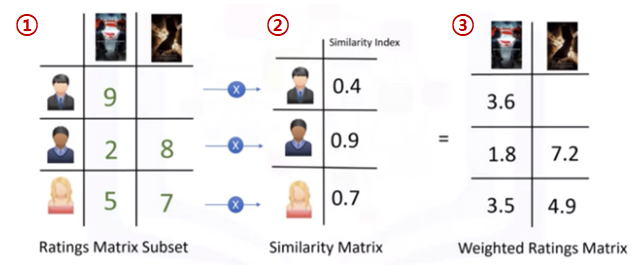 ① ② ③
Similarity Index
9 X 0.4 3.6
2 8 X 0.9 = 1.8 7.2
5 7 X 0.7 3.5 4.9
Ratings Matrix Subset Similarity Matrix Weighted Ratings Matrix